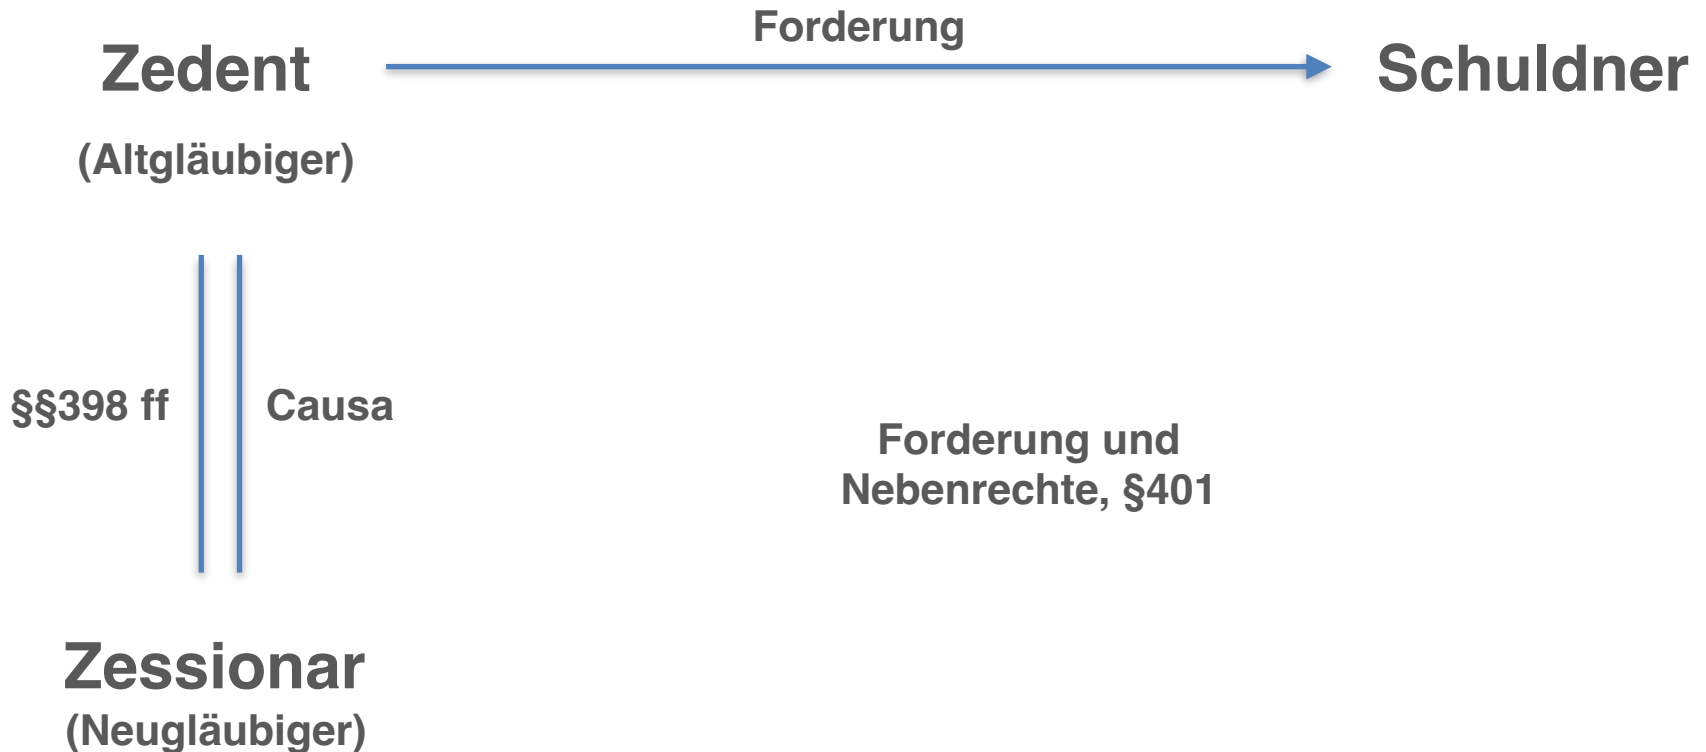 Forderung
Zedent
Schuldner
(Altgläubiger)
§§398 ff
Causa
Forderung und
Nebenrechte, §401
Zessionar
(Neugläubiger)